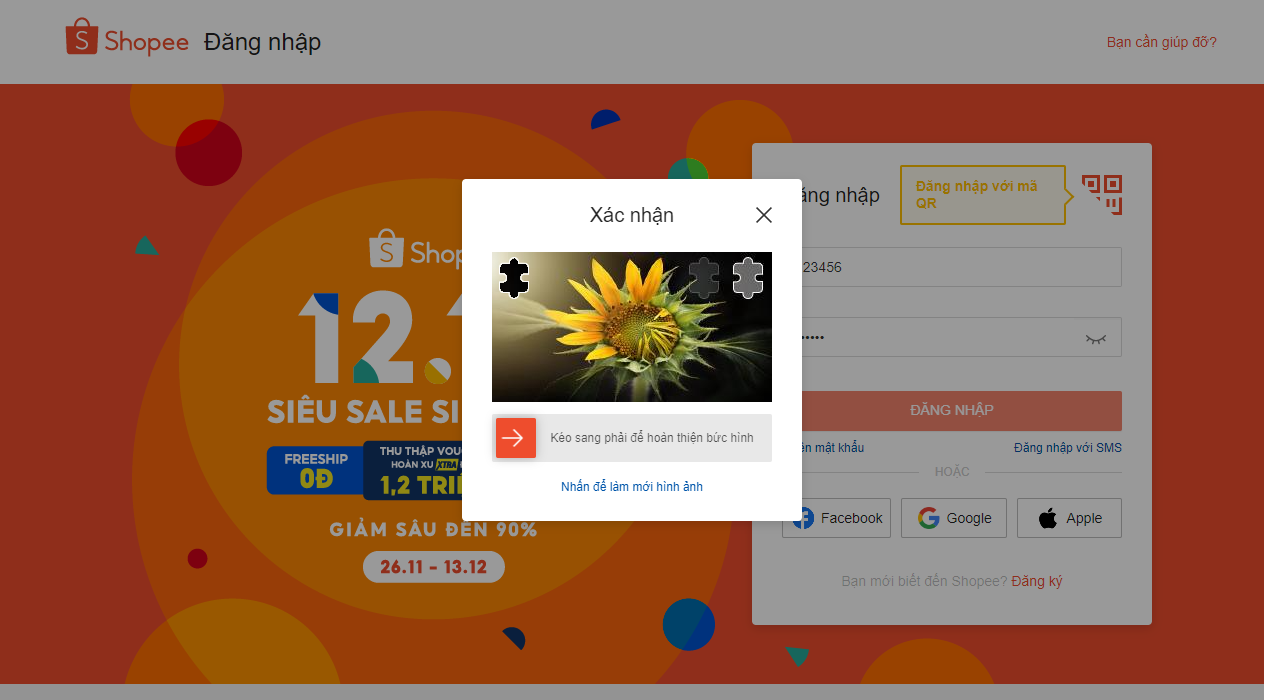 Shopee Đăng nhập
Bạn cần giúp đỡ?
Shop
12.
SIÊU SALE SI
FREESHIP
0Đ
THU THẬP VOU
HOÀN XU XTRA
1,2 TRI
GIẢM SÂU ĐẾN 90%
26.11 - 13.12
Xác nhận
Kéo sang phải để hoàn thiện bức hình
Nhấn để làm mới hình ảnh
ăng nhập
Đăng nhập với mã
QR
23456
ĐĂNG NHẬP
ên mật khẩu
Đăng nhập với SMS
HOẶC
Facebook
Google
Apple
Bạn mới biết đến Shopee? Đăng ký